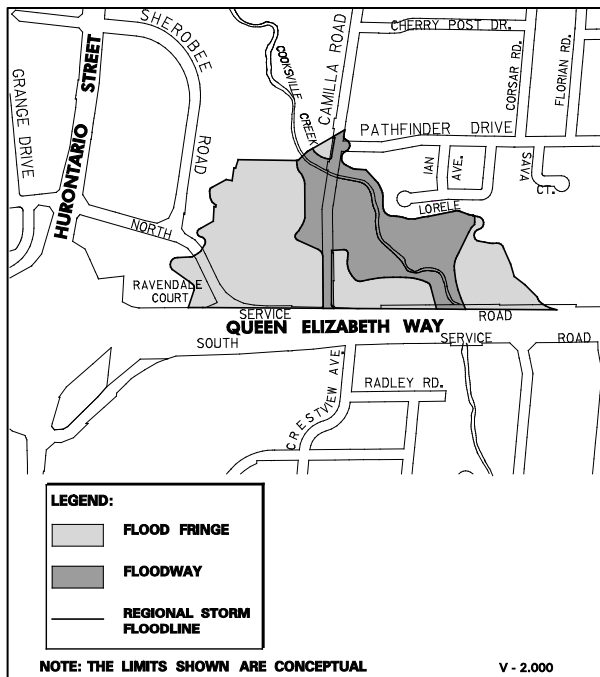 CHERRY POST DR.
SHEROBEE
ROAD
COOKSVILLE
CREEK
CAMILLA ROAD
CORSAR RD.
FLORIAN RD.
GRANGE DRIVE
HURONTARIO STREET
PATHFINDER DRIVE
IAN
AVE.
SAVA
CT.
LORELE
NORTH
RAVENDALE
COURT
SERVICE
ROAD
QUEEN ELIZABETH WAY
SOUTH
SERVICE
ROAD
CRESTVIEW AVE.
RADLEY RD.
LEGEND:
FLOOD FRINGE
FLOODWAY
REGIONAL STORM
FLOODLINE
NOTE: THE LIMITS SHOWN ARE CONCEPTUAL
V - 2.000